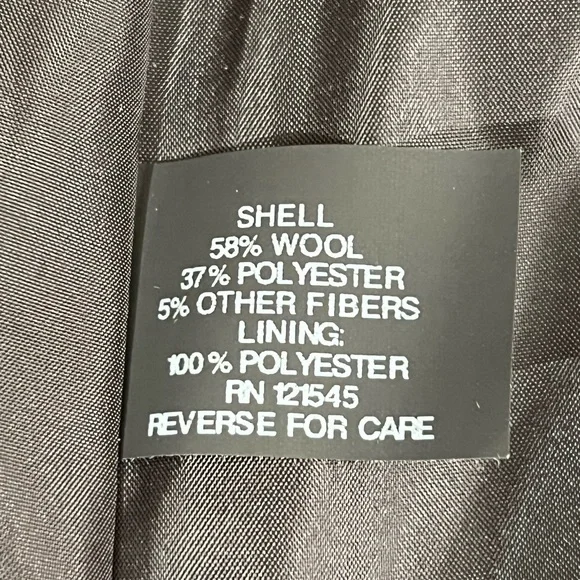 SHELL
58% WOOL
37% POLYESTER
5% OTHER FIBERS
LINING:
100% POLYESTER
RN 121545
REVERSE FOR CARE